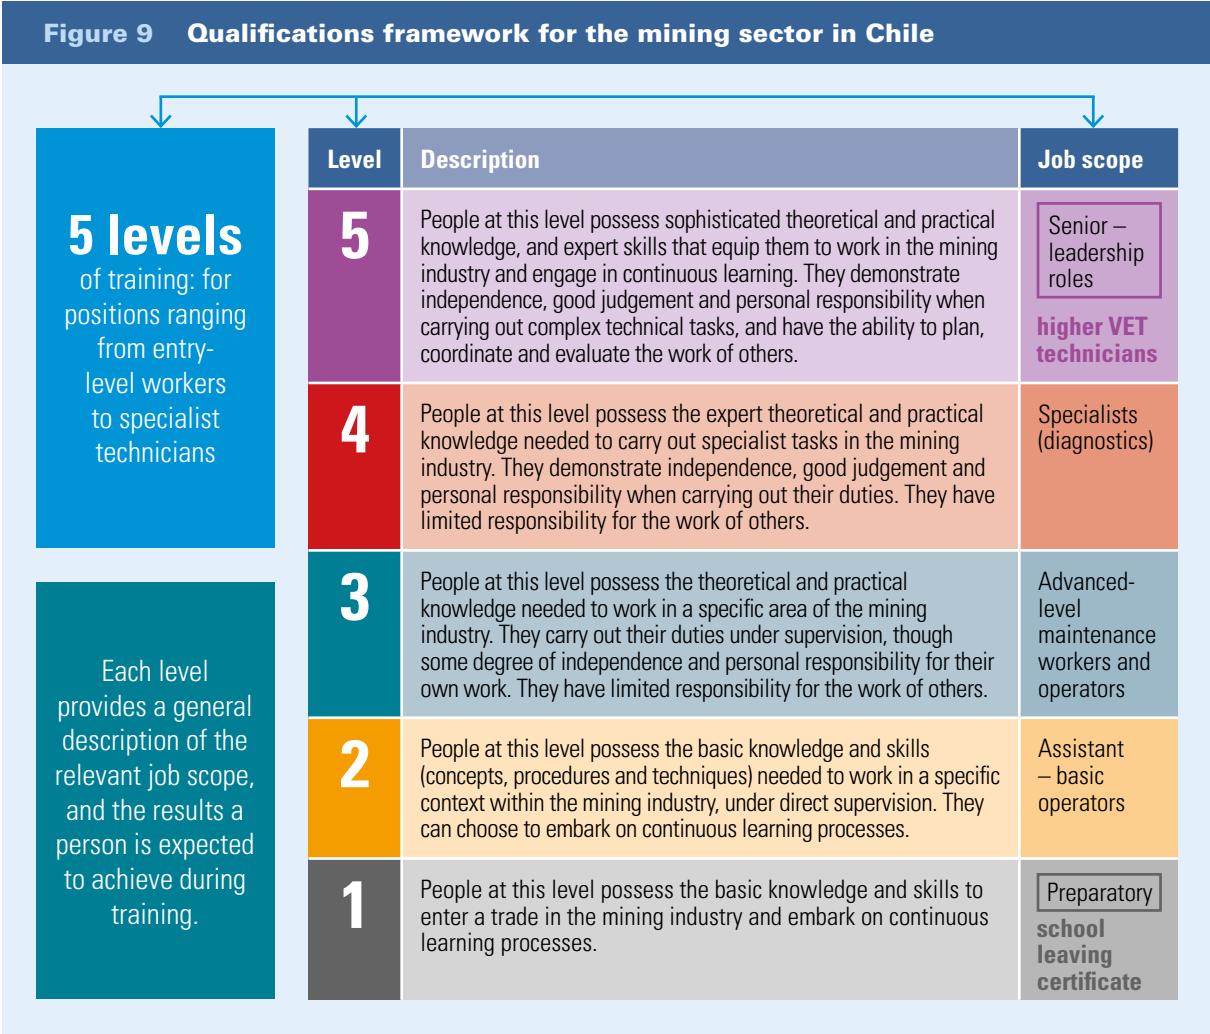 Figure 9 Qualifications framework for the mining sector in Chile
5 levels
of training: for
positions ranging
from entry-
level workers
to specialist
technicians
Each level
provides a general
description of the
relevant job scope,
and the results a
person is expected
to achieve during
training.
Level Description Job scope
5
People at this level possess sophisticated theoretical and practical
knowledge, and expert skills that equip them to work in the mining
industry and engage in continuous learning. They demonstrate
independence, good judgement and personal responsibility when
carrying out complex technical tasks, and have the ability to plan,
coordinate and evaluate the work of others.
Senior –
leadership
roles
higher VET
technicians
4
People at this level possess the expert theoretical and practical
knowledge needed to carry out specialist tasks in the mining
industry. They demonstrate independence, good judgement and
personal responsibility when carrying out their duties. They have
limited responsibility for the work of others.
Specialists
(diagnostics)
3
People at this level possess the theoretical and practical
knowledge needed to work in a specific area of the mining
industry. They carry out their duties under supervision, though
some degree of independence and personal responsibility for their
own work. They have limited responsibility for the work of others.
Advanced-
level
maintenance
workers and
operators
2
People at this level possess the basic knowledge and skills
(concepts, procedures and techniques) needed to work in a specific
context within the mining industry, under direct supervision. They
can choose to embark on continuous learning processes.
Assistant
– basic
operators
1
People at this level possess the basic knowledge and skills to
enter a trade in the mining industry and embark on continuous
learning processes.
Preparatory
school
leaving
certificate